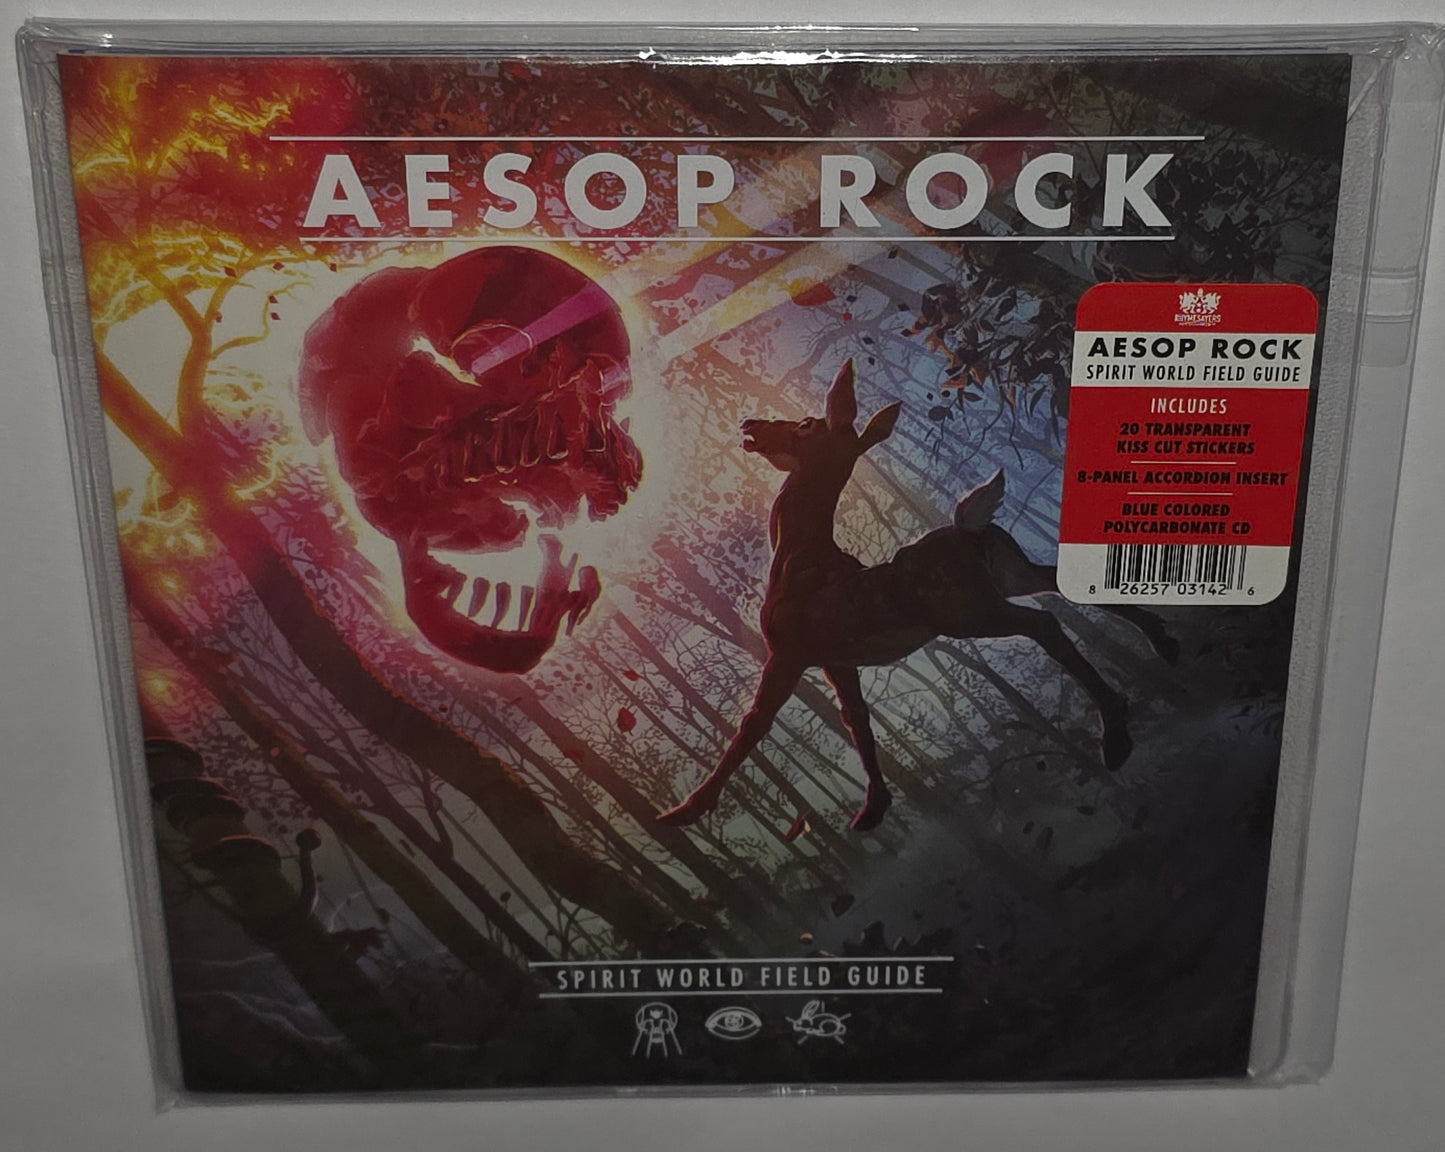 AESOP ROCK
RHYMESAYERS
AESOP ROCK
SPIRIT WORLD FIELD GUIDE
INCLUDES
20 TRANSPARENT
KISS CUT STICKERS
8-PANEL ACCORDION INSERT
BLUE COLORED
POLYCARBONATE CD
8 26257 03142 6
SPIRIT WORLD FIELD GUIDE